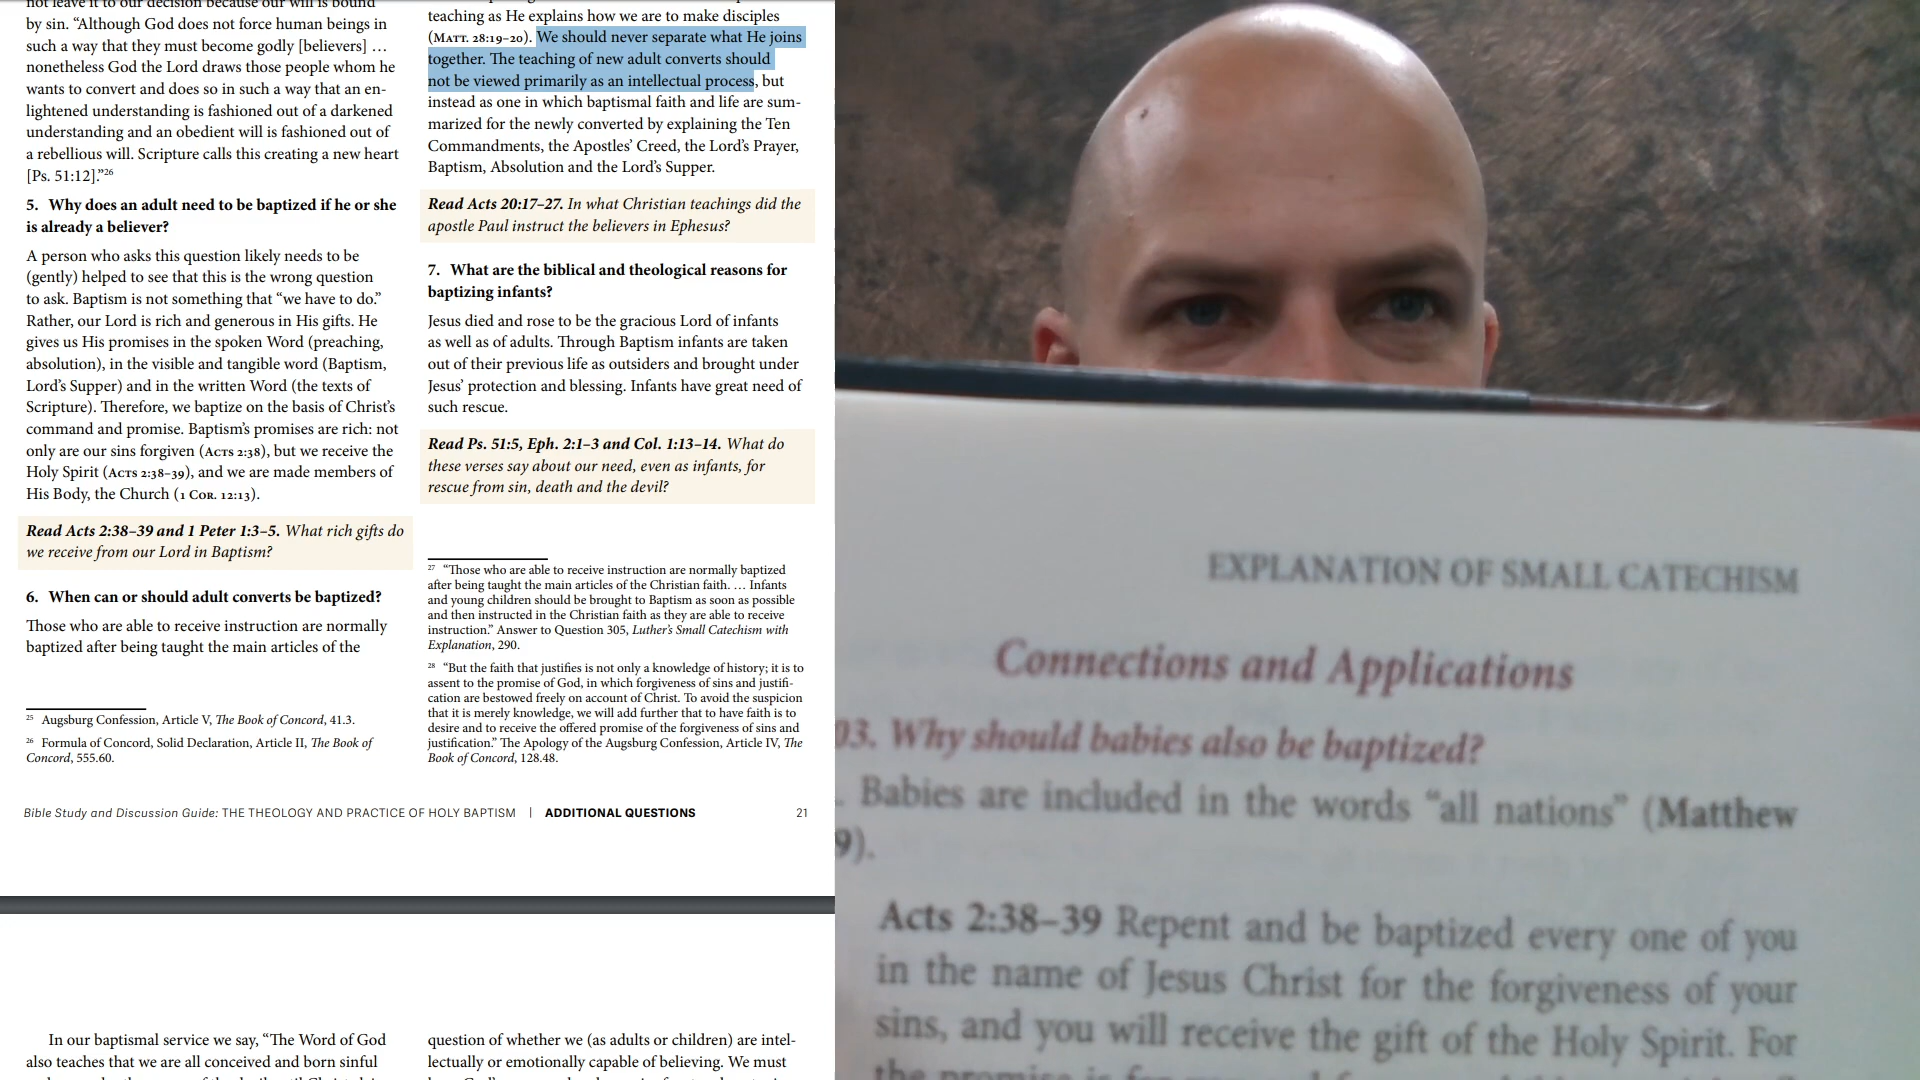 not leave it to our decision because our will is bound
by sin. “Although God does not force human beings in
such a way that they must become godly [believers] …
nonetheless God the Lord draws those people whom he
wants to convert and does so in such a way that an en-
lightened understanding is fashioned out of a darkened
understanding and an obedient will is fashioned out of
a rebellious will. Scripture calls this creating a new heart
[Ps. 51:12].”26
5. Why does an adult need to be baptized if he or she
is already a believer?
A person who asks this question likely needs to be
(gently) helped to see that this is the wrong question
to ask. Baptism is not something that “we have to do.”
Rather, our Lord is rich and generous in His gifts. He
gives us His promises in the spoken Word (preaching,
absolution), in the visible and tangible word (Baptism,
Lord’s Supper) and in the written Word (the texts of
Scripture). Therefore, we baptize on the basis of Christ’s
command and promise. Baptism’s promises are rich: not
only are our sins forgiven (Acts 2:38), but we receive the
Holy Spirit (Acts 2:38–39), and we are made members of
His Body, the Church (1 Cor. 12:13).
Read Acts 2:38–39 and 1 Peter 1:3–5. What rich gifts do
we receive from our Lord in Baptism?
6. When can or should adult converts be baptized?
Those who are able to receive instruction are normally
baptized after being taught the main articles of the
25 Augsburg Confession, Article V, The Book of Concord, 41.3.
26 Formula of Concord, Solid Declaration, Article II, The Book of
Concord, 555.60.
teaching as He explains how we are to make disciples
(Matt. 28:19–20). We should never separate what He joins
together. The teaching of new adult converts should
not be viewed primarily as an intellectual process, but
instead as one in which baptismal faith and life are sum-
marized for the newly converted by explaining the Ten
Commandments, the Apostles’ Creed, the Lord’s Prayer,
Baptism, Absolution and the Lord’s Supper.
Read Acts 20:17–27. In what Christian teachings did the
apostle Paul instruct the believers in Ephesus?
7. What are the biblical and theological reasons for
baptizing infants?
Jesus died and rose to be the gracious Lord of infants
as well as of adults. Through Baptism infants are taken
out of their previous life as outsiders and brought under
Jesus’ protection and blessing. Infants have great need of
such rescue.
Read Ps. 51:5, Eph. 2:1–3 and Col. 1:13–14. What do
these verses say about our need, even as infants, for
rescue from sin, death and the devil?
27 “Those who are able to receive instruction are normally baptized
after being taught the main articles of the Christian faith. … Infants
and young children should be brought to Baptism as soon as possible
and then instructed in the Christian faith as they are able to receive
instruction.” Answer to Question 305, Luther’s Small Catechism with
Explanation, 290.
28 “But the faith that justifies is not only a knowledge of history; it is to
assent to the promise of God, in which forgiveness of sins and justifi-
cation are bestowed freely on account of Christ. To avoid the suspicion
that it is merely knowledge, we will add further that to have faith is to
desire and to receive the offered promise of the forgiveness of sins and
justification.” The Apology of the Augsburg Confession, Article IV, The
Book of Concord, 128.48.
Bible Study and Discussion Guide: THE THEOLOGY AND PRACTICE OF HOLY BAPTISM | ADDITIONAL QUESTIONS 21
In our baptismal service we say, “The Word of God
also teaches that we are all conceived and born sinful
question of whether we (as adults or children) are intel-
lectually or emotionally capable of believing. We must
EXPLANATION OF SMALL CATECHISM
Connections and Applications
03. Why should babies also be baptized?
. Babies are included in the words “all nations” (Matthew
9).
Acts 2:38–39 Repent and be baptized every one of you
in the name of Jesus Christ for the forgiveness of your
sins, and you will receive the gift of the Holy Spirit. For